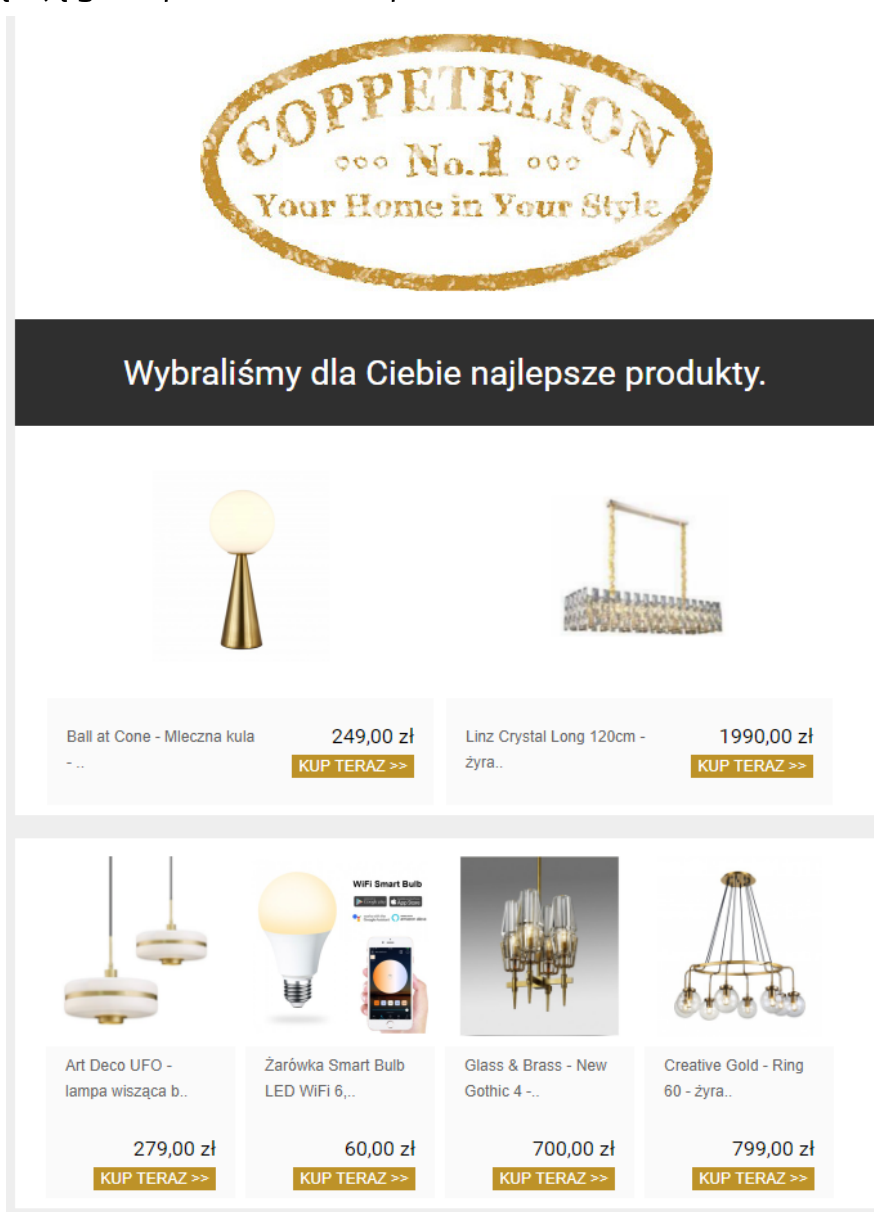 COPPETELION
No.1
Your Home in Your Style
Wybraliśmy dla Ciebie najlepsze produkty.
Ball at Cone - Mleczna kula
- ..
249,00 zł
KUP TERAZ >>
Linz Crystal Long 120cm -
żyra..
1990,00 zł
KUP TERAZ >>
WiFi Smart Bulb
Art Deco UFO -
lampa wisząca b..
279,00 zł
KUP TERAZ >>
Żarówka Smart Bulb
LED WiFi 6,..
60,00 zł
KUP TERAZ >>
Glass & Brass - New
Gothic 4 -..
700,00 zł
KUP TERAZ >>
Creative Gold - Ring
60 - żyra..
799,00 zł
KUP TERAZ >>